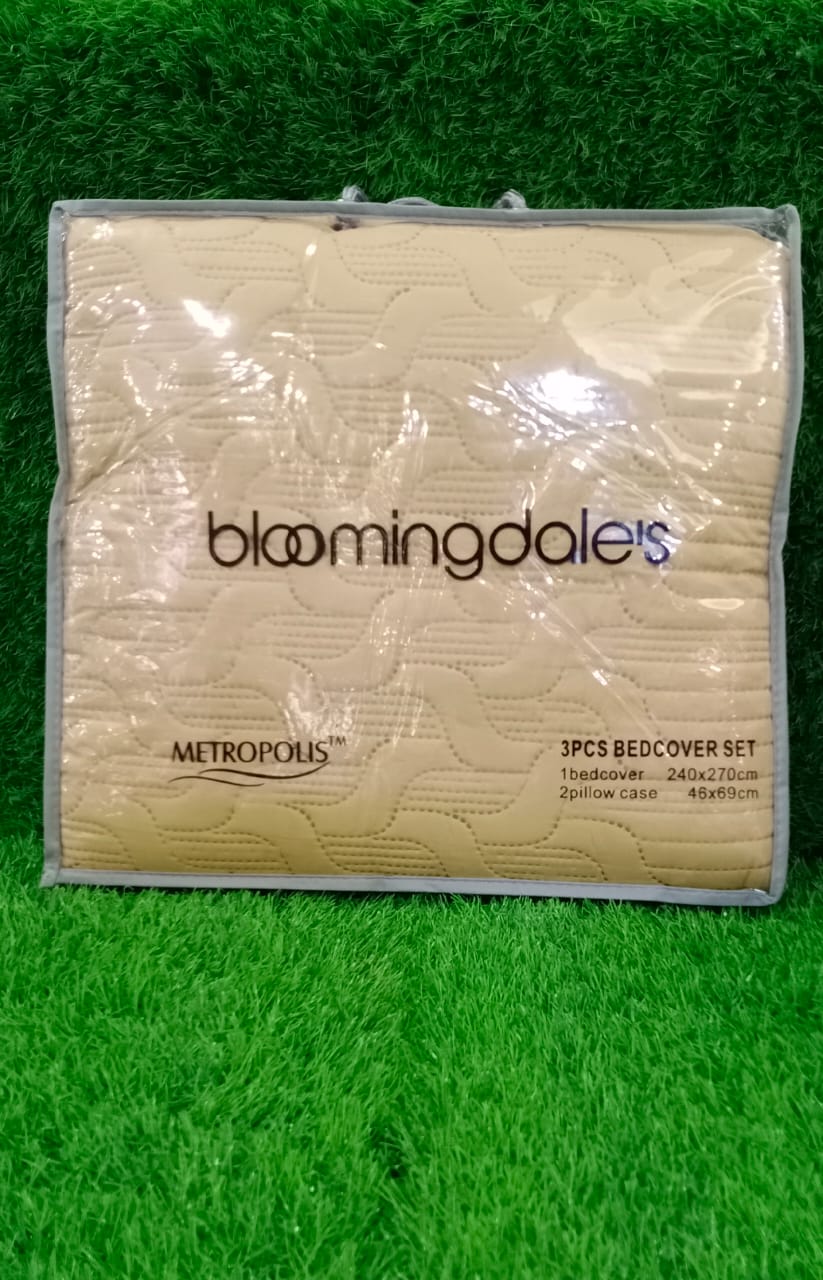 bloomingdale's
METROPOLIS™
3PCS BEDCOVER SET
1bedcover 240x270cm
2pillow case 46x69cm